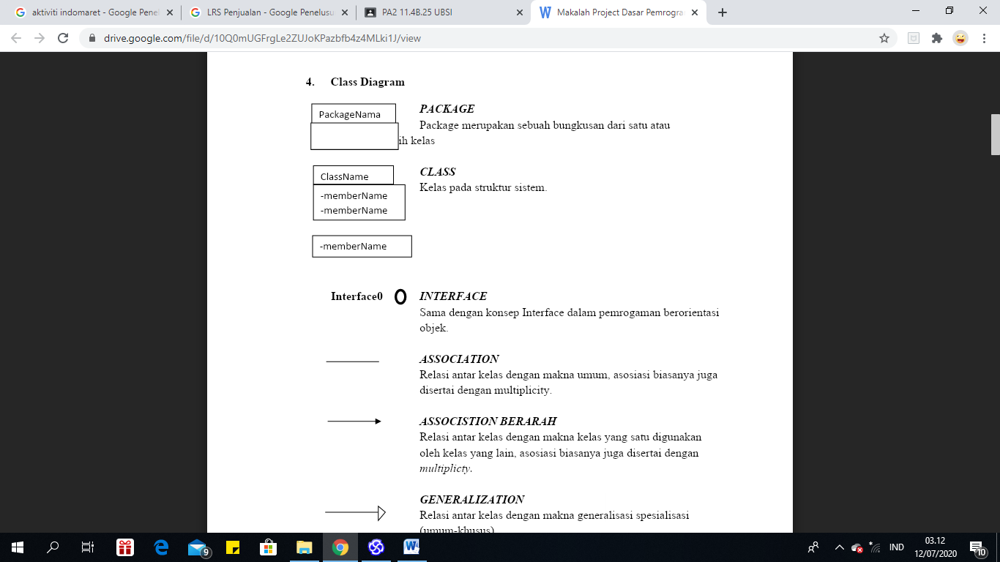 aktiviti indomaret - Google Penel
LRS Penjualan - Google Penelusu
PA2 11.4B.25 UBSI
Makalah Project Dasar Pemrogra
drive.google.com/file/d/10Q0mUGFrgLe2ZUJoKPazbfb4z4MLki1J/view
4. Class Diagram
PackageNama
PACKAGE
Package merupakan sebuah bungkusan dari satu atau
ih kelas
ClassName
-memberName
-memberName
CLASS
Kelas pada struktur sistem.
-memberName
Interface0
INTERFACE
Sama dengan konsep Interface dalam pemrogaman berorientasi
objek.
ASSOCIATION
Relasi antar kelas dengan makna umum, asosiasi biasanya juga
disertai dengan multiplicity.
ASSOCISTION BERARAH
Relasi antar kelas dengan makna kelas yang satu digunakan
oleh kelas yang lain, asosiasi biasanya juga disertai dengan
multiplicty.
GENERALIZATION
Relasi antar kelas dengan makna generalisasi spesialisasi
(umum-khusus)
9
IND
03.12
12/07/2020
10